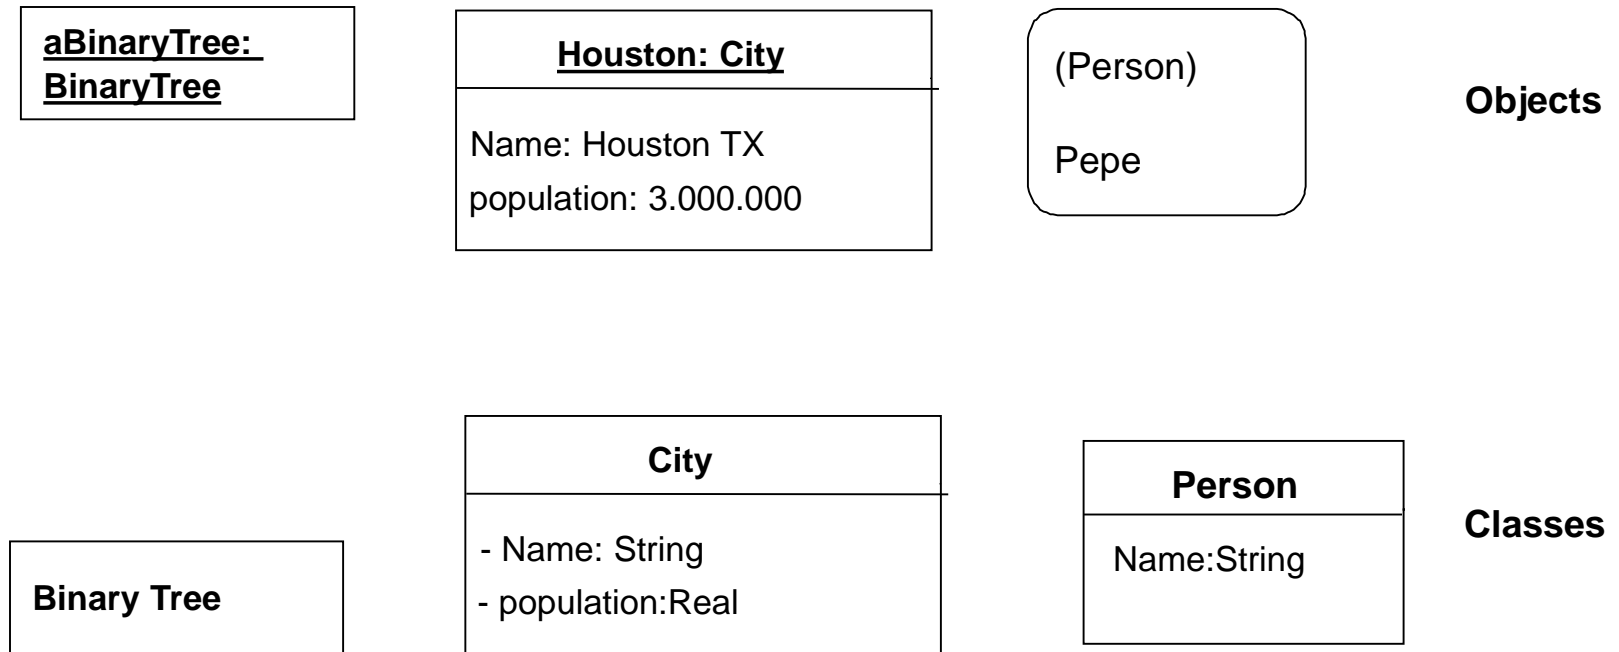 aBinaryTree:
BinaryTree
Houston: City
Name: Houston TX
population: 3.000.000
(Person)
Pepe
Objects
City
- Name: String
- population:Real
Person
Name:String
Classes
Binary Tree